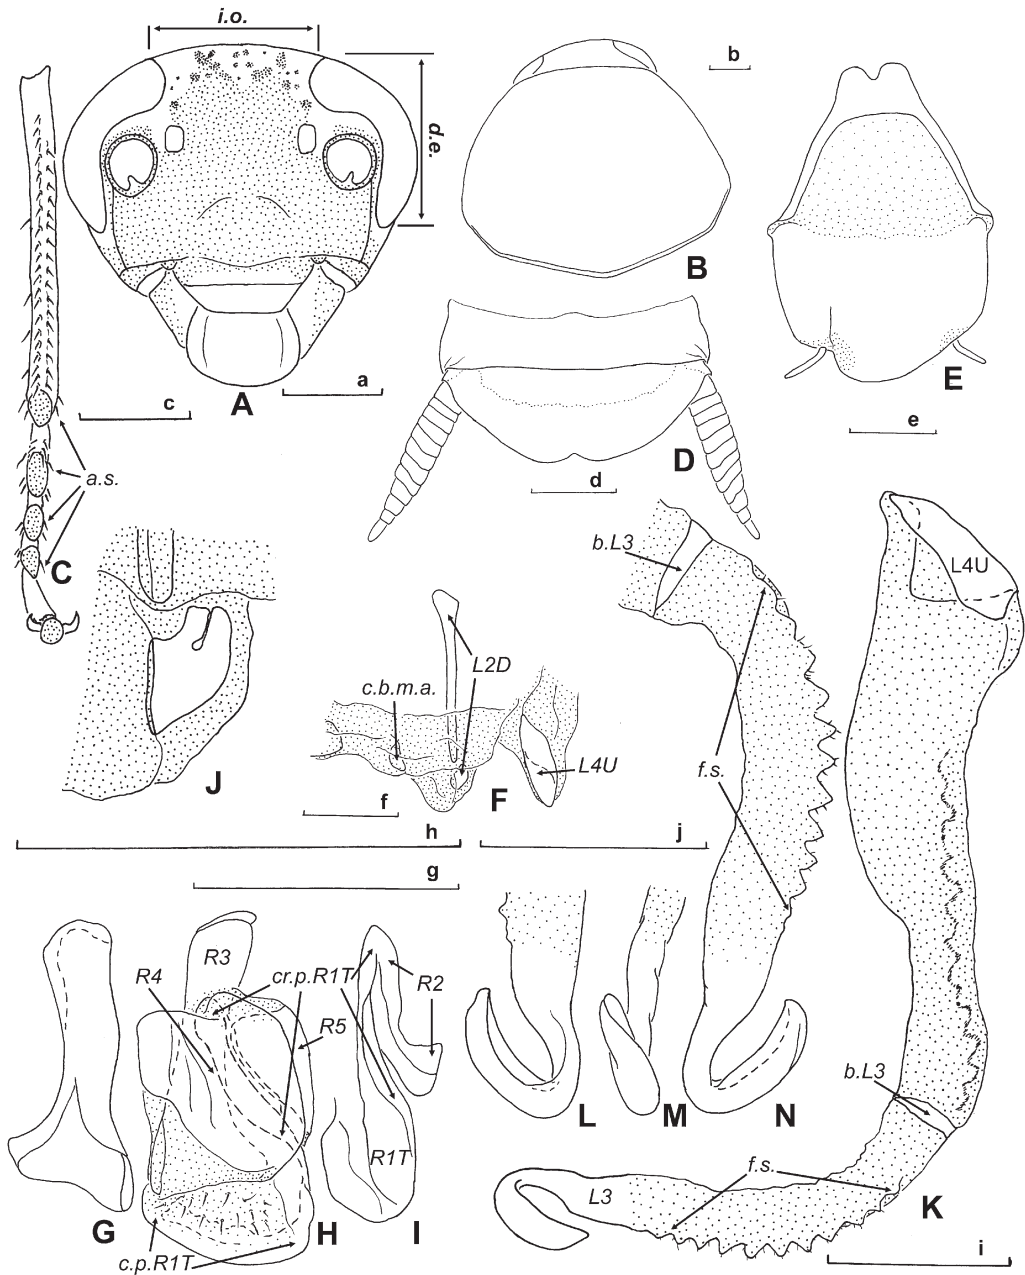 i.o.
b
d.e.
B
E
a
c
A
e
D
d
a.s.
C
b.L3
L4U
L2D
c.b.m.a.
J
L4U
f.s.
f
F
h
j
g
R3
R4
cr.p.R1T
R2
R5
b.L3
L
M
N
R1T
f.s.
L3
G
H
I
K
c.p.R1T
i